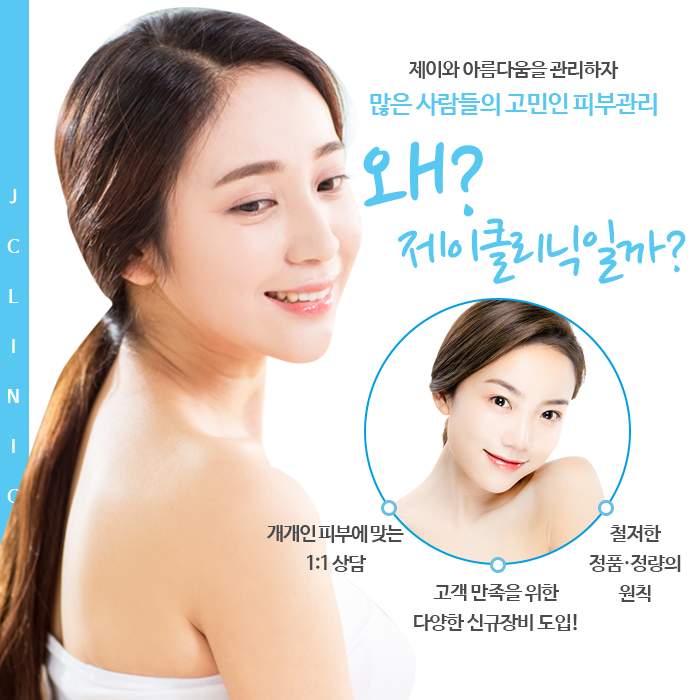 제이와 아름다움을 관리하자
많은 사람들의 고민인 피부관리
왜?
제이클리닉일까?
J CLINIC
개개인 피부에 맞는
1:1 상담
고객 만족을 위한
다양한 신규장비 도입!
철저한
정품·정량의
원칙